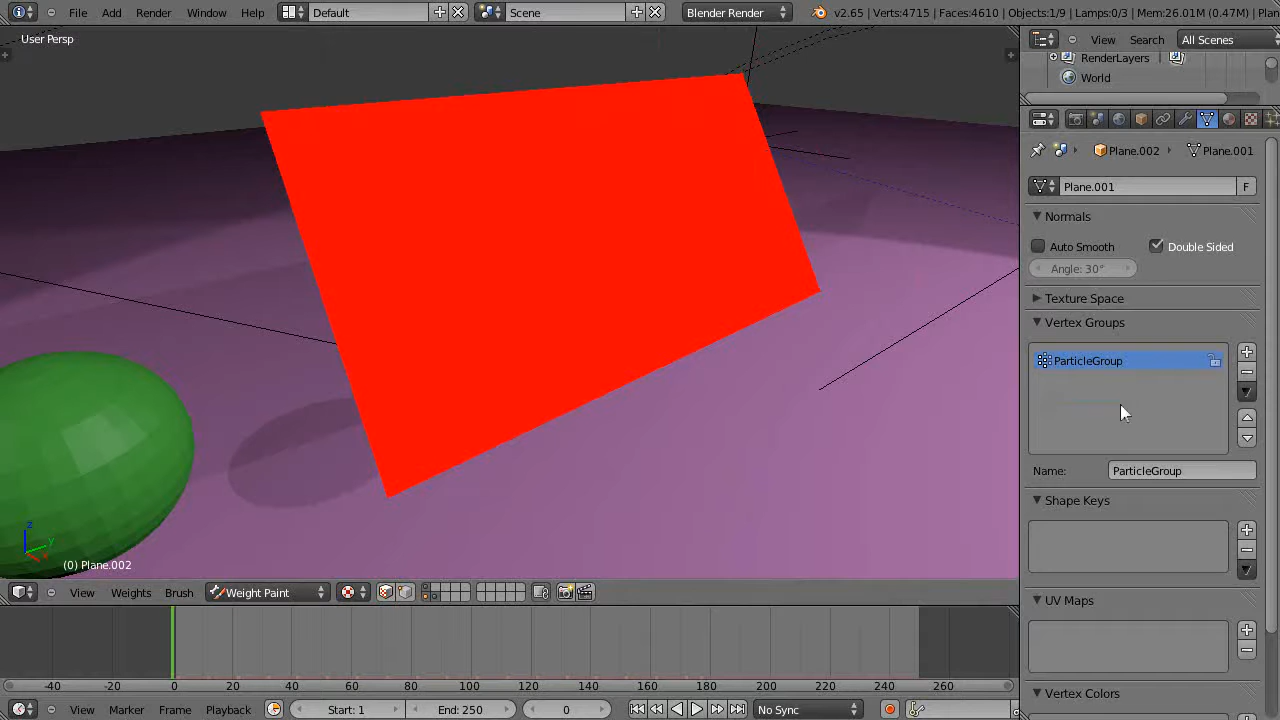 File Add Render Window Help Default Scene Blender Render v2.65 | Verts:4715 | Faces:4610 | Objects:1/9 | Lamps:0/3 | Mem:26.01M (0.47M) | Plan
User Persp
View Search All Scenes
RenderLayers
World
Plane.002 Plane.001
Plane.001 F
Normals
Auto Smooth Double Sided
Angle: 30°
Texture Space
Vertex Groups
ParticleGroup
Name: ParticleGroup
Shape Keys
UV Maps
Vertex Colors
z
y
x
(0) Plane.002
View Weights Brush Weight Paint
-40 -20 0 20 40 60 80 100 120 140 160 180 200 220 240 260
View Marker Frame Playback Start: 1 End: 250 0 No Sync